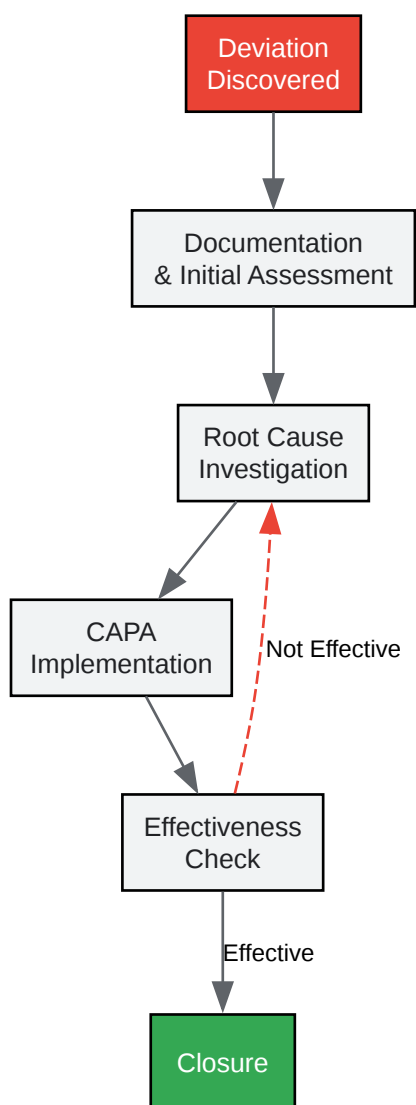 Deviation
Discovered
Documentation
& Initial Assessment
Root Cause
Investigation
CAPA
Implementation
Not Effective
Effectiveness
Check
Effective
Closure